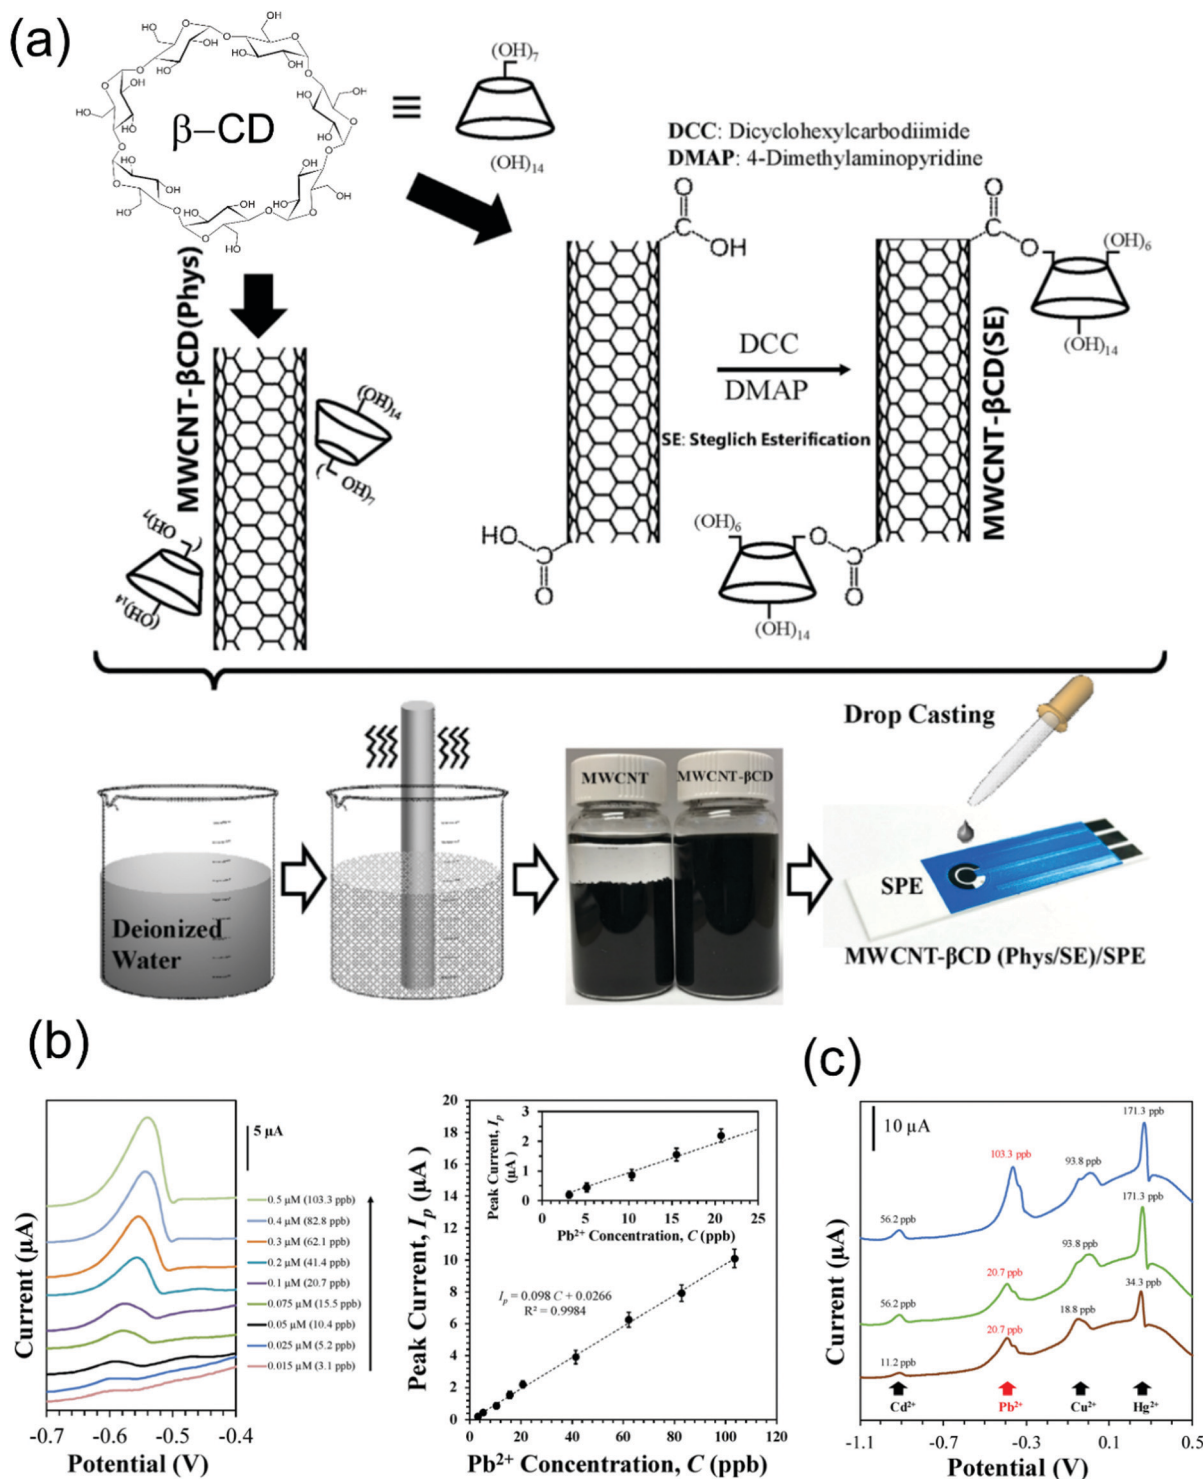 (a)
β–CD
≡
(OH)7
(OH)14
DCC: Dicyclohexylcarbodiimide
DMAP: 4-Dimethylaminopyridine
MWCNT-βCD(Phys)
(OH)14
(OH)7
(OH)7
(OH)14
O
C
OH
HO
C
O
DCC
DMAP
SE: Steglich Esterification
O
C
O
(OH)6
(OH)14
MWCNT-βCD(SE)
(OH)6
O
C
O
(OH)14
Deionized
Water
MWCNT
MWCNT-βCD
Drop Casting
SPE
MWCNT-βCD (Phys/SE)/SPE
(b)
Current (µA)
5 µA
0.5 µM (103.3 ppb)
0.4 µM (82.8 ppb)
0.3 µM (62.1 ppb)
0.2 µM (41.4 ppb)
0.1 µM (20.7 ppb)
0.075 µM (15.5 ppb)
0.05 µM (10.4 ppb)
0.025 µM (5.2 ppb)
0.015 µM (3.1 ppb)
-0.7 -0.6 -0.5 -0.4
Potential (V)
Peak Current, Ip (µA)
20
18
16
14
12
10
8
6
4
2
0
Peak Current, Ip
(µA)
3
2
1
0
0 5 10 15 20 25
Pb²⁺ Concentration, C (ppb)
Ip = 0.098 C + 0.0266
R² = 0.9984
0 20 40 60 80 100 120
Pb²⁺ Concentration, C (ppb)
(c)
Current (µA)
10 µA
171.3 ppb
103.3 ppb
93.8 ppb
56.2 ppb
171.3 ppb
93.8 ppb
20.7 ppb
56.2 ppb
34.3 ppb
18.8 ppb
20.7 ppb
11.2 ppb
Cd²⁺ Pb²⁺ Cu²⁺ Hg²⁺
-1.1 -0.7 -0.3 0.1 0.5
Potential (V)